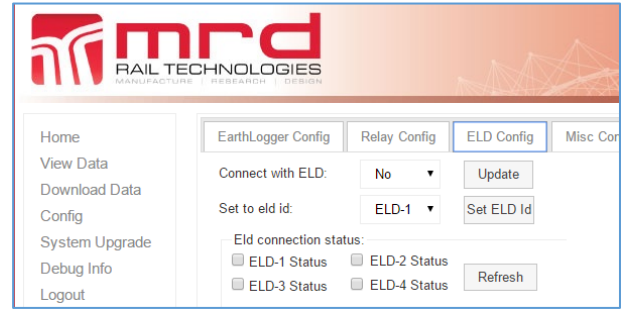 mrd
RAIL TECHNOLOGIES
MANUFACTURE | RESEARCH | DESIGN
Home
View Data
Download Data
Config
System Upgrade
Debug Info
Logout
EarthLogger Config Relay Config ELD Config Misc Con
Connect with ELD: No Update
Set to eld id: ELD-1 Set ELD Id
Eld connection status:
ELD-1 Status ELD-2 Status
ELD-3 Status ELD-4 Status
Refresh